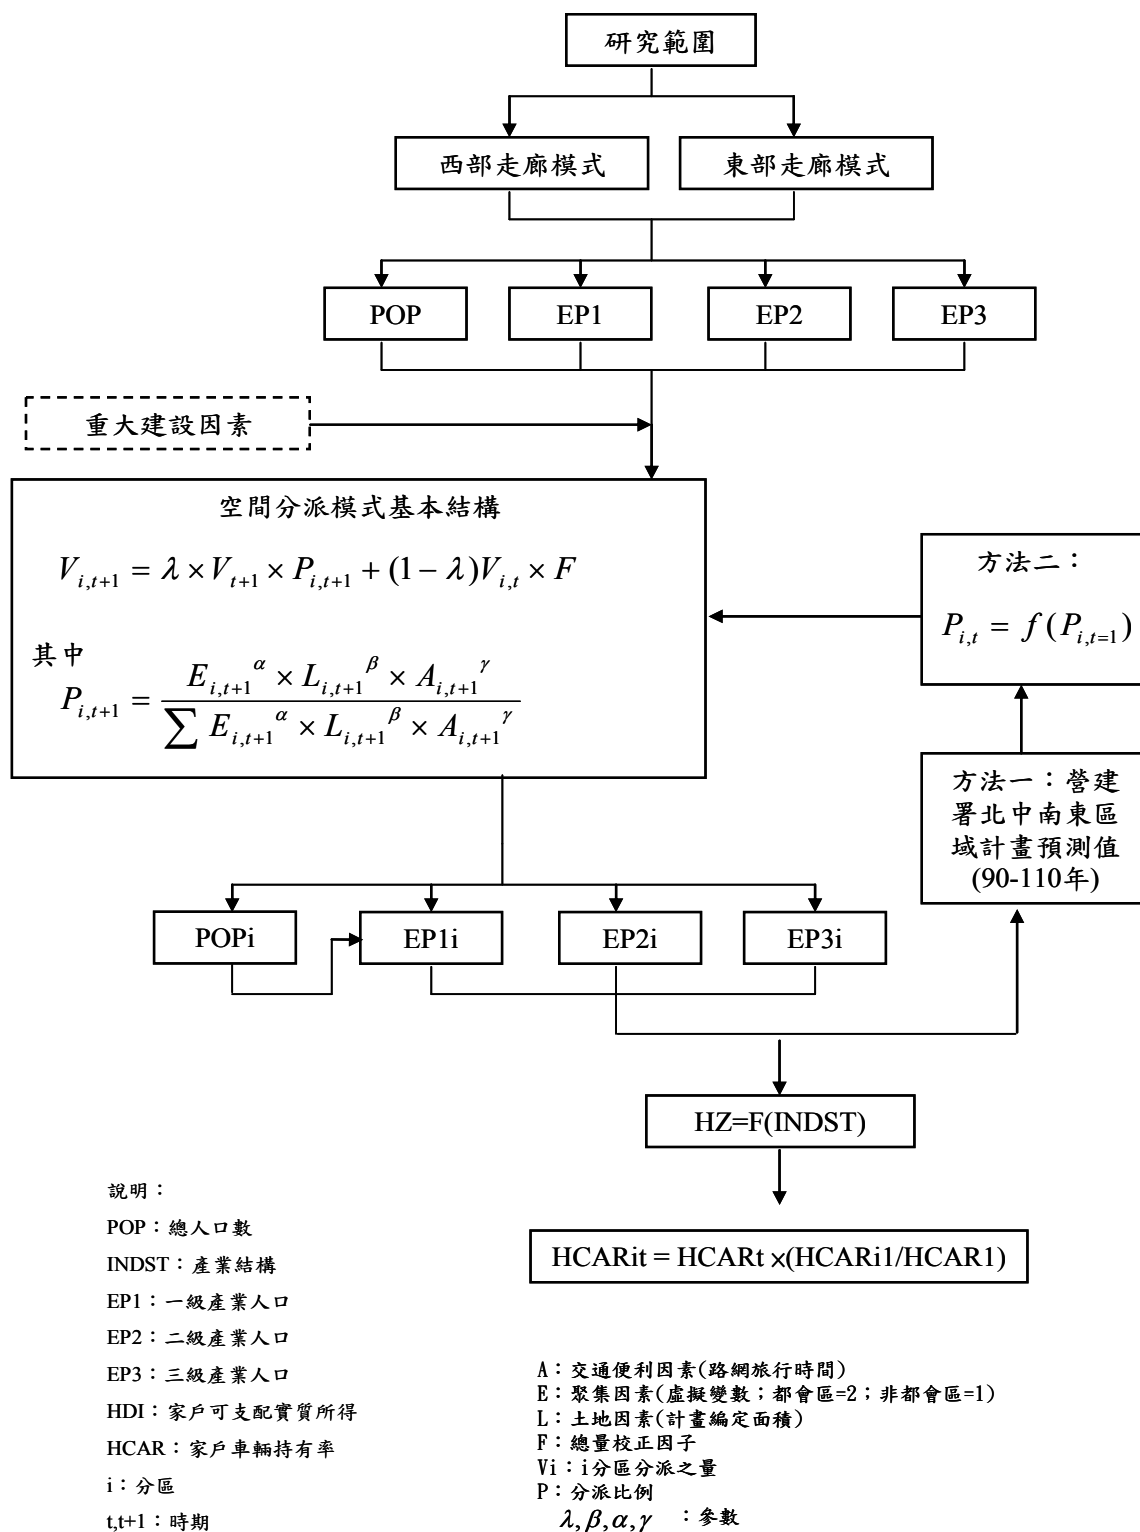 研究範圍
西部走廊模式
東部走廊模式
POP
EP1
EP2
EP3
重大建設因素
空間分派模式基本結構
V_{i,t+1} = λ × V_{t+1} × P_{i,t+1} + (1 − λ)V_{i,t} × F
其中
P_{i,t+1} = \frac{E_{i,t+1}^{α} × L_{i,t+1}^{β} × A_{i,t+1}^{γ}}{∑ E_{i,t+1}^{α} × L_{i,t+1}^{β} × A_{i,t+1}^{γ}}
方法二：
P_{i,t} = f(P_{i,t=1})
方法一：營建
署北中南東區
域計畫預測值
(90-110年)
POPi
EP1i
EP2i
EP3i
HZ=F(INDST)
HCARit = HCARt ×(HCARi1/HCAR1)
說明：
POP：總人口數
INDST：產業結構
EP1：一級產業人口
EP2：二級產業人口
EP3：三級產業人口
HDI：家戶可支配實質所得
HCAR：家戶車輛持有率
i：分區
t,t+1：時期
A：交通便利因素(路網旅行時間)
E：聚集因素(虛擬變數；都會區=2；非都會區=1)
L：土地因素(計畫編定面積)
F：總量校正因子
Vi：i分區分派之量
P：分派比例
λ,β,α,γ ：參數